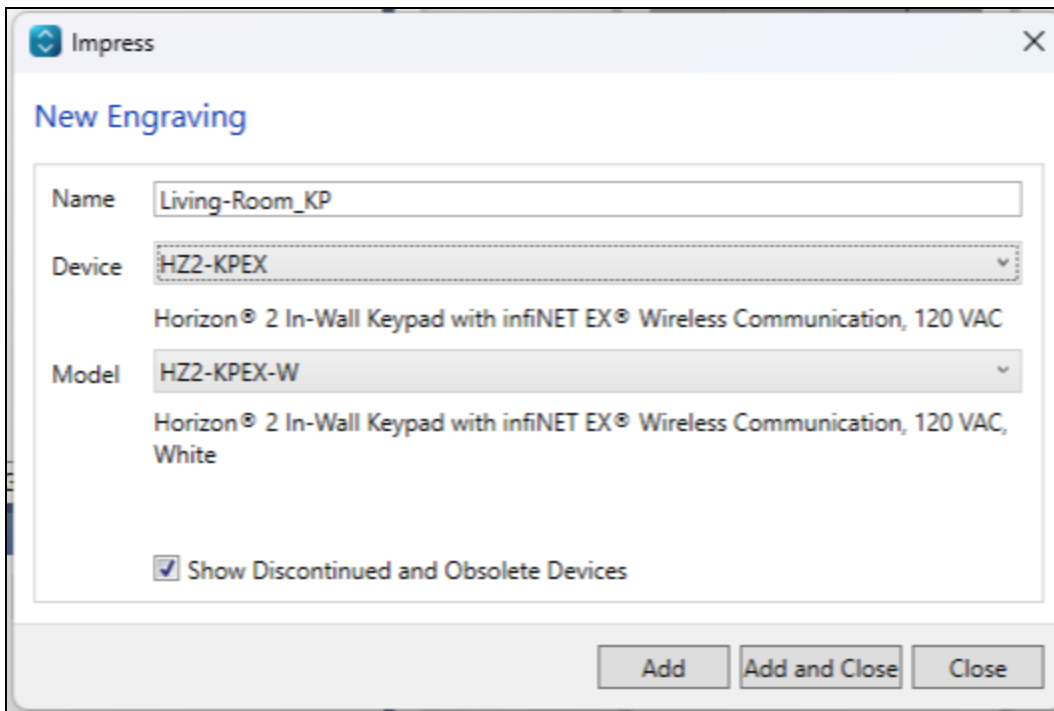 Impress
New Engraving
Name Living-Room_KP
Device HZ2-KPEX
Horizon® 2 In-Wall Keypad with infiNET EX® Wireless Communication, 120 VAC
Model HZ2-KPEX-W
Horizon® 2 In-Wall Keypad with infiNET EX® Wireless Communication, 120 VAC,
White
Show Discontinued and Obsolete Devices
Add Add and Close Close